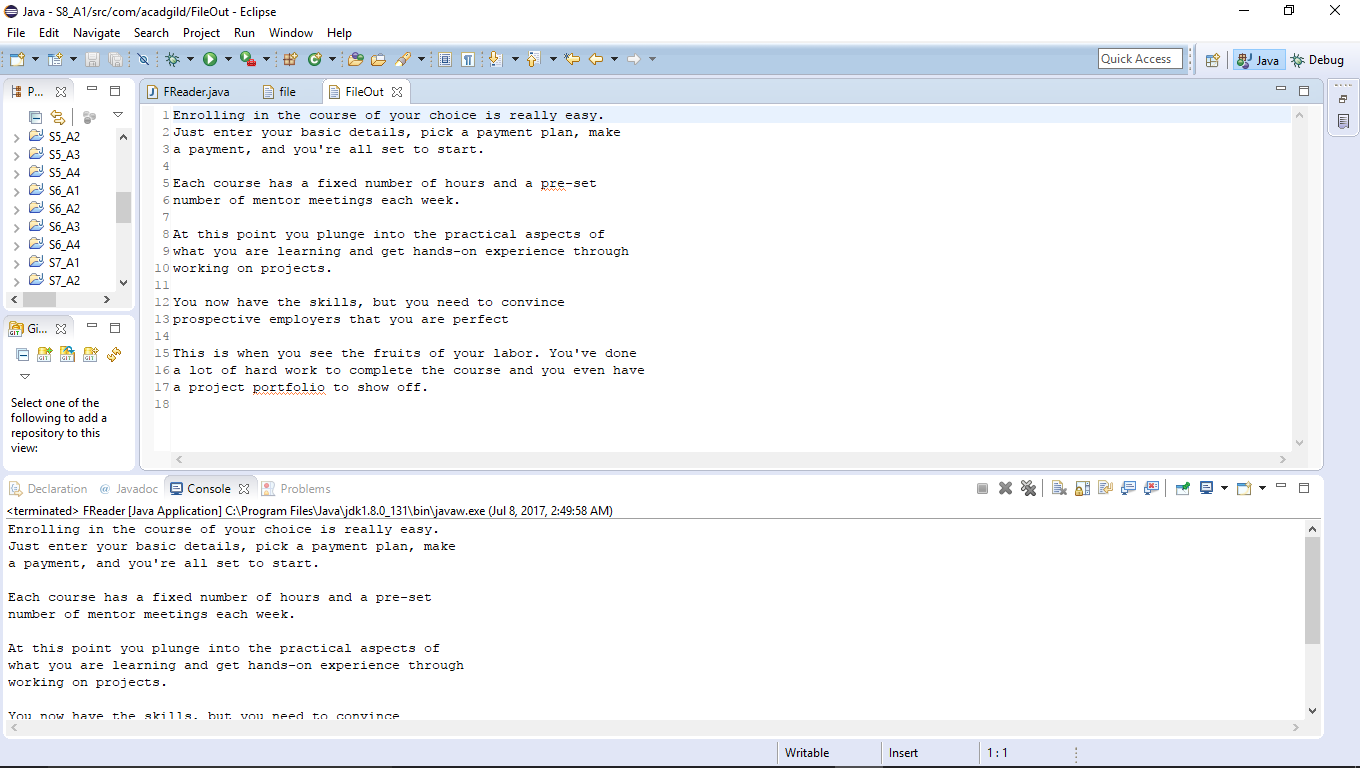 Java - S8_A1/src/com/acadgild/FileOut - Eclipse
File Edit Navigate Search Project Run Window Help
Quick Access Java Debug
P...
S5_A2
S5_A3
S5_A4
S6_A1
S6_A2
S6_A3
S6_A4
S7_A1
S7_A2
Gi...
Select one of the
following to add a
repository to this
view:
FReader.java file FileOut
1 Enrolling in the course of your choice is really easy.
2 Just enter your basic details, pick a payment plan, make
3 a payment, and you're all set to start.
4
5 Each course has a fixed number of hours and a pre-set
6 number of mentor meetings each week.
7
8 At this point you plunge into the practical aspects of
9 what you are learning and get hands-on experience through
10 working on projects.
11
12 You now have the skills, but you need to convince
13 prospective employers that you are perfect
14
15 This is when you see the fruits of your labor. You've done
16 a lot of hard work to complete the course and you even have
17 a project portfolio to show off.
18
Declaration @ Javadoc Console Problems
<terminated> FReader [Java Application] C:\Program Files\Java\jdk1.8.0_131\bin\javaw.exe (Jul 8, 2017, 2:49:58 AM)
Enrolling in the course of your choice is really easy.
Just enter your basic details, pick a payment plan, make
a payment, and you're all set to start.
Each course has a fixed number of hours and a pre-set
number of mentor meetings each week.
At this point you plunge into the practical aspects of
what you are learning and get hands-on experience through
working on projects.
You now have the skills, but you need to convince
Writable Insert 1 : 1